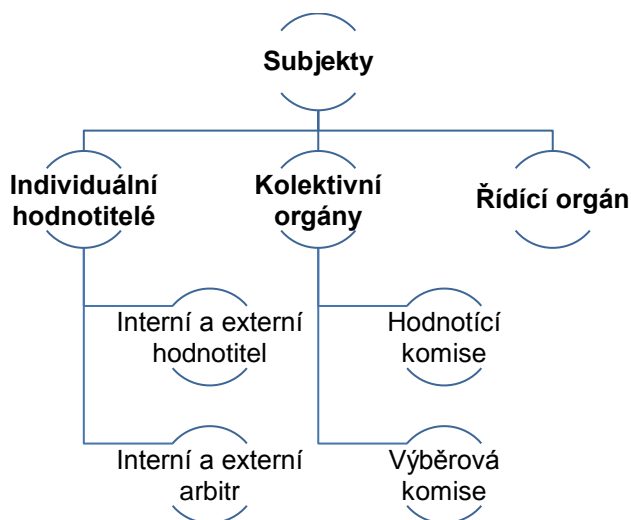 Subjekty
Individuální
hodnotitelé
Kolektivní
orgány
Řídící orgán
Interní a externí
hodnotitel
Hodnotící
komise
Interní a externí
arbitr
Výběrová
komise